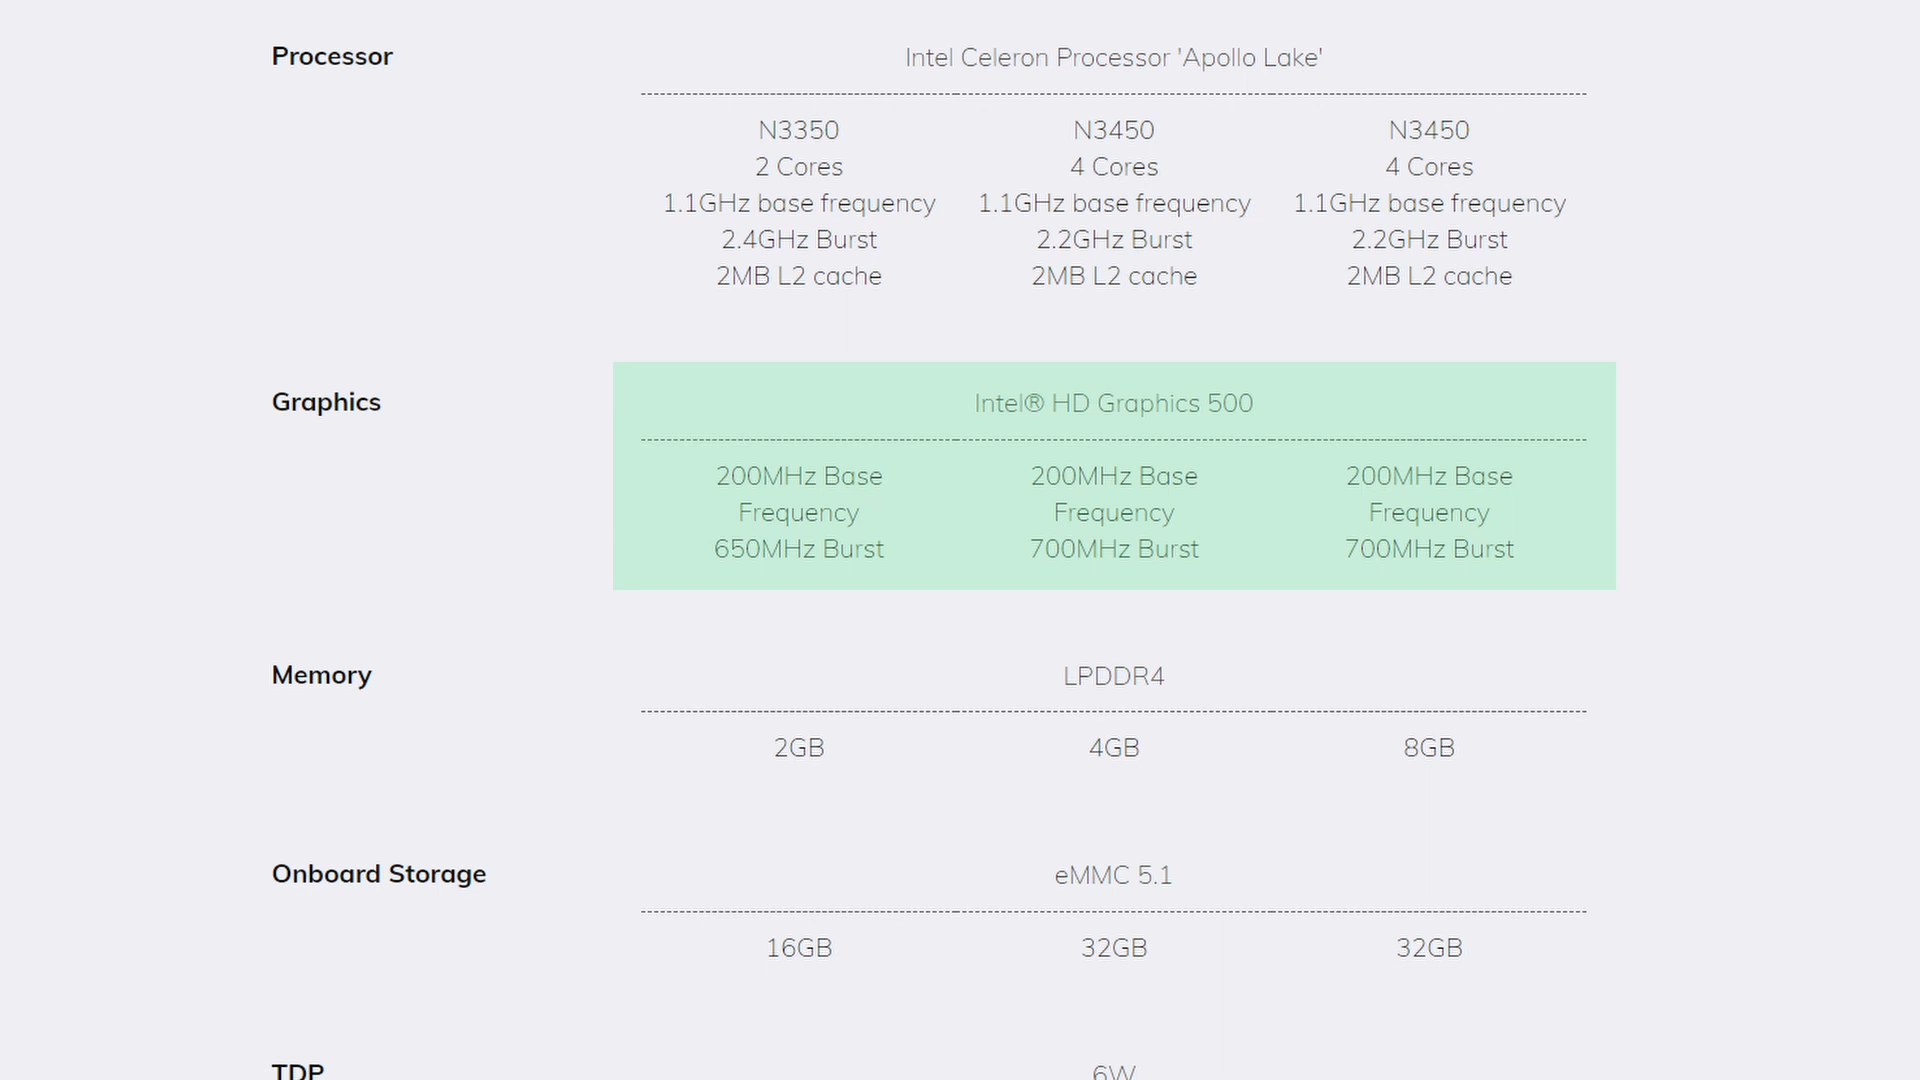 Processor
Intel Celeron Processor 'Apollo Lake'
N3350 N3450 N3450
2 Cores 4 Cores 4 Cores
1.1GHz base frequency 1.1GHz base frequency 1.1GHz base frequency
2.4GHz Burst 2.2GHz Burst 2.2GHz Burst
2MB L2 cache 2MB L2 cache 2MB L2 cache
Graphics
Intel® HD Graphics 500
200MHz Base 200MHz Base 200MHz Base
Frequency Frequency Frequency
650MHz Burst 700MHz Burst 700MHz Burst
Memory
LPDDR4
2GB 4GB 8GB
Onboard Storage
eMMC 5.1
16GB 32GB 32GB
TDP
6W